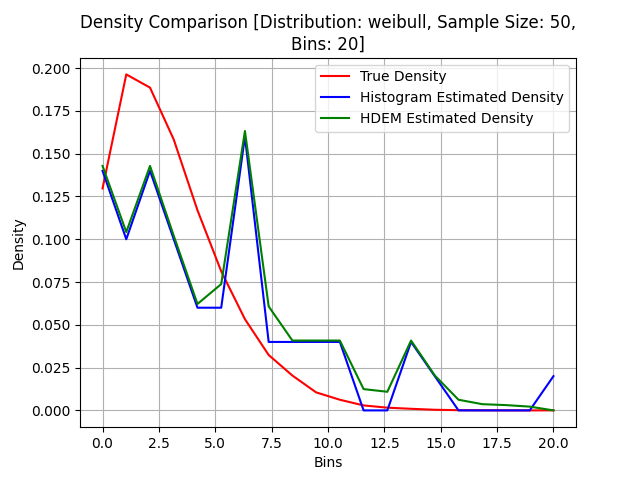 Density Comparison [Distribution: weibull, Sample Size: 50,
Bins: 20]
True Density
Histogram Estimated Density
HDEM Estimated Density
Density
0.200
0.175
0.150
0.125
0.100
0.075
0.050
0.025
0.000
0.0 2.5 5.0 7.5 10.0 12.5 15.0 17.5 20.0
Bins